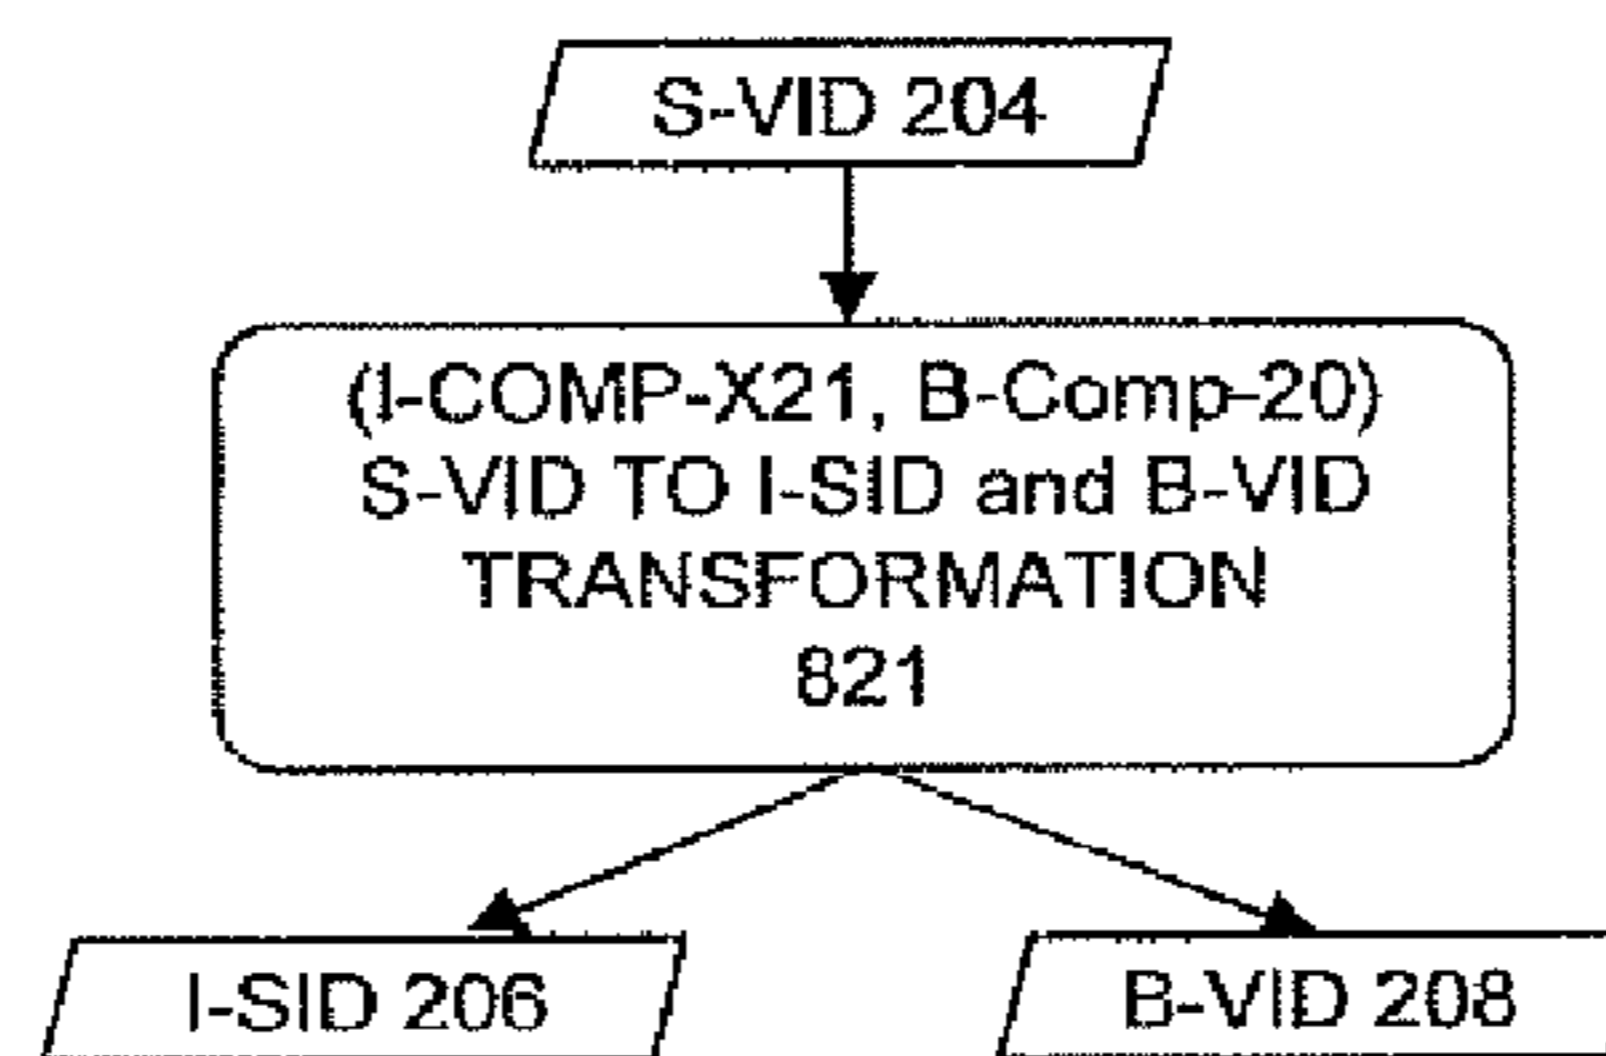 S-VID 204
(I-COMP-X21, B-Comp-20)
S-VID TO I-SID and B-VID
TRANSFORMATION
821
I-SID 206
B-VID 208